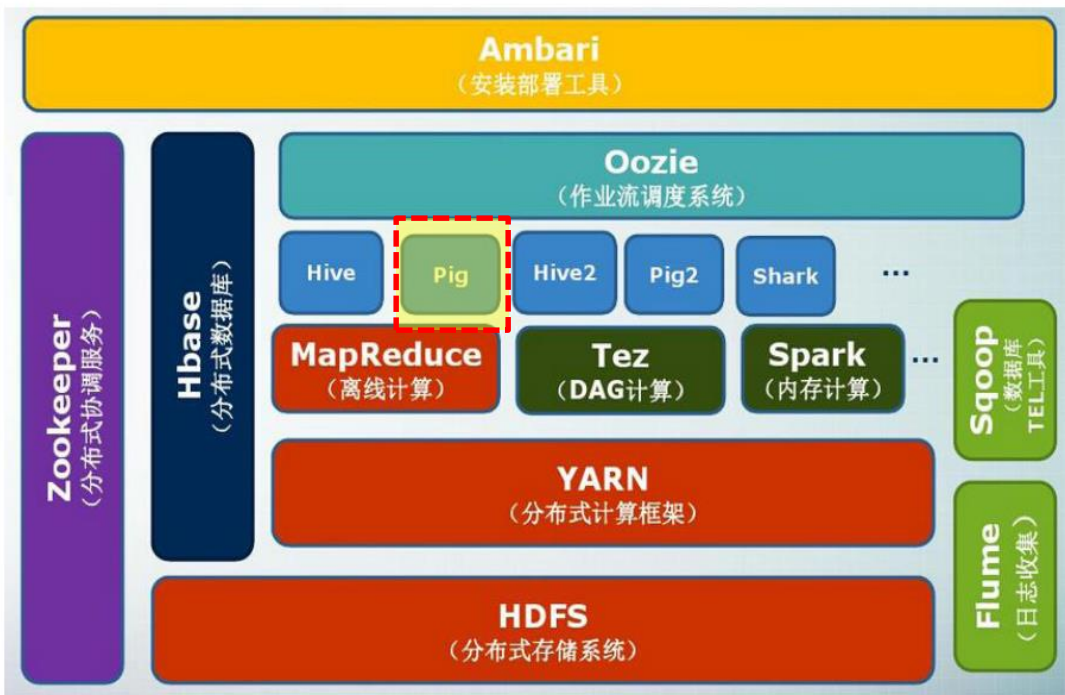 Ambari
(安装部署工具)
Zookeeper
(分布式协调服务)
Hbase
(分布式数据库)
Oozie
(作业流调度系统)
Hive
Pig
Hive2
Pig2
Shark
...
MapReduce
(离线计算)
Tez
(DAG计算)
Spark
(内存计算)
...
Sqoop
(数据库
TEL工具)
YARN
(分布式计算框架)
Flume
(日志收集)
HDFS
(分布式存储系统)